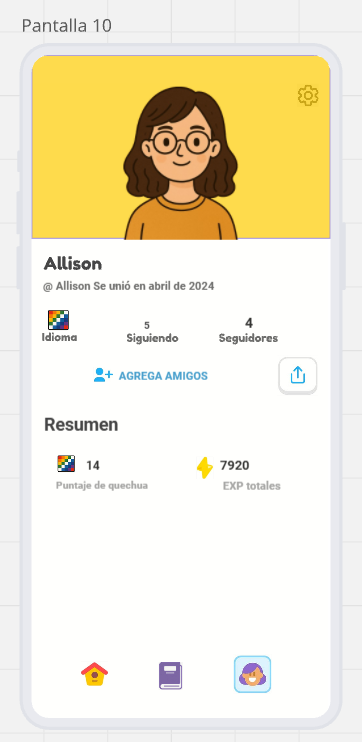 Pantalla 10
Allison
@ Allison Se unió en abril de 2024
5
4
Idioma
Siguiendo
Seguidores
AGREGA AMIGOS
Resumen
14
7920
Puntaje de quechua
EXP totales